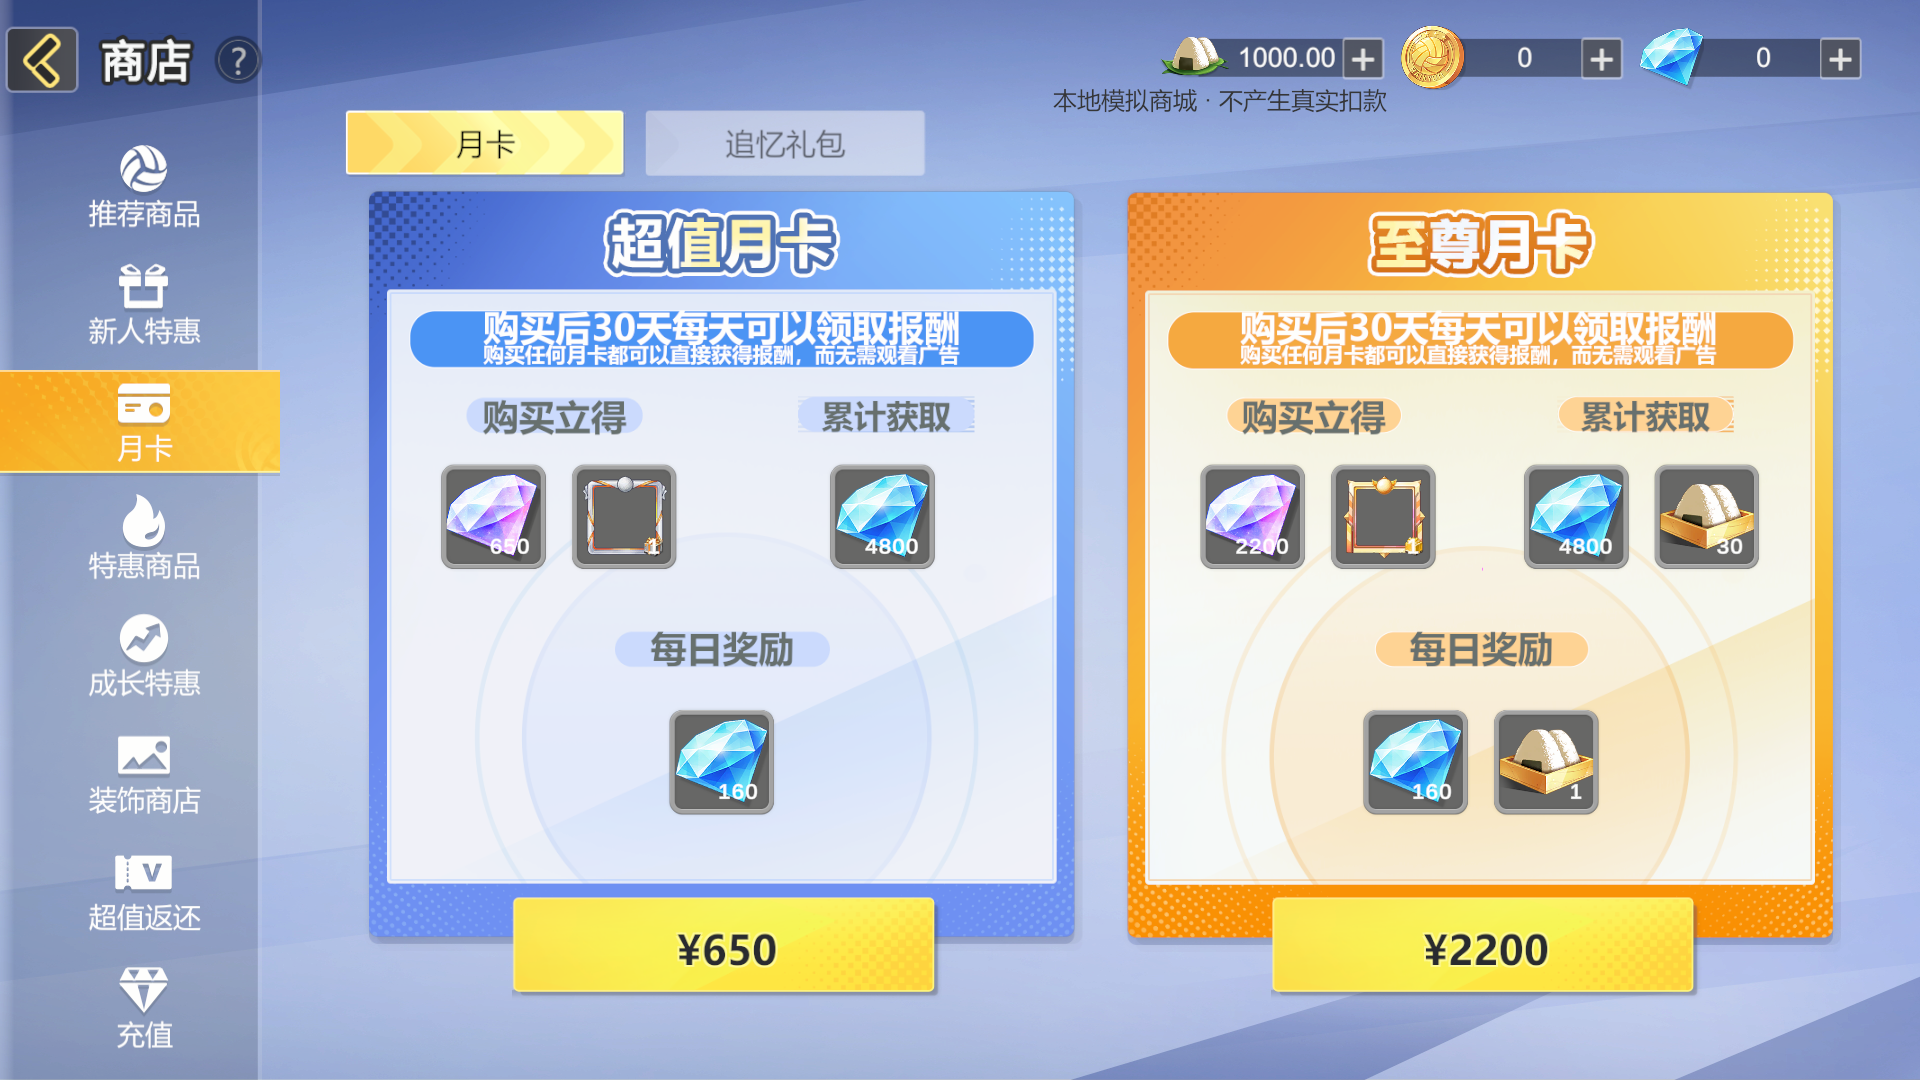 商店
?
1000.00
0
0
本地模拟商城 · 不产生真实扣款
月卡
追忆礼包
推荐商品
新人特惠
月卡
特惠商品
成长特惠
装饰商店
V
超值返还
充值
超值月卡
购买后30天每天可以领取报酬
购买任何月卡都可以直接获得报酬，而无需观看广告
购买立得
累计获取
650
1
4800
每日奖励
160
¥650
至尊月卡
购买后30天每天可以领取报酬
购买任何月卡都可以直接获得报酬，而无需观看广告
购买立得
累计获取
2200
1
4800
30
每日奖励
160
1
¥2200